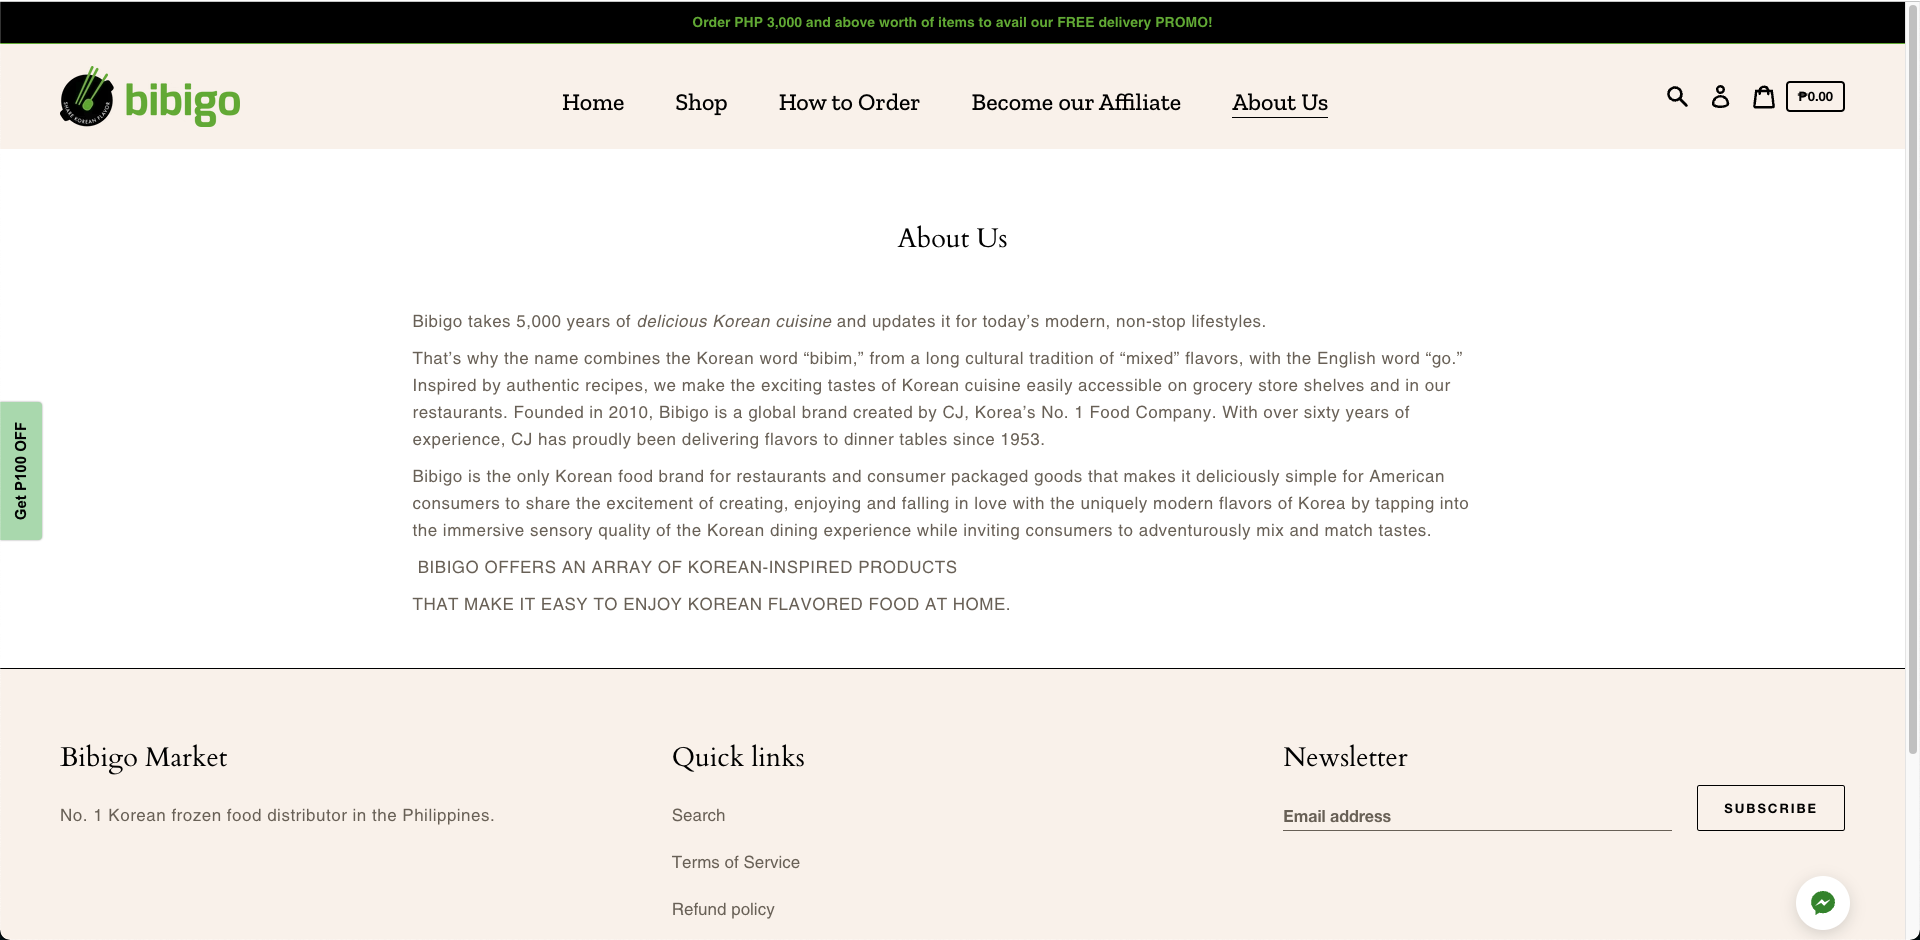 Order PHP 3,000 and above worth of items to avail our FREE delivery PROMO!
SHARE KOREAN FLAVOR
bibigo
Home
Shop
How to Order
Become our Affiliate
About Us
₱0.00
About Us
Bibigo takes 5,000 years of delicious Korean cuisine and updates it for today’s modern, non-stop lifestyles.
That’s why the name combines the Korean word “bibim,” from a long cultural tradition of “mixed” flavors, with the English word “go.”
Inspired by authentic recipes, we make the exciting tastes of Korean cuisine easily accessible on grocery store shelves and in our
restaurants. Founded in 2010, Bibigo is a global brand created by CJ, Korea’s No. 1 Food Company. With over sixty years of
experience, CJ has proudly been delivering flavors to dinner tables since 1953.
Bibigo is the only Korean food brand for restaurants and consumer packaged goods that makes it deliciously simple for American
consumers to share the excitement of creating, enjoying and falling in love with the uniquely modern flavors of Korea by tapping into
the immersive sensory quality of the Korean dining experience while inviting consumers to adventurously mix and match tastes.
BIBIGO OFFERS AN ARRAY OF KOREAN-INSPIRED PRODUCTS
THAT MAKE IT EASY TO ENJOY KOREAN FLAVORED FOOD AT HOME.
Get P100 OFF
Bibigo Market
No. 1 Korean frozen food distributor in the Philippines.
Quick links
Search
Terms of Service
Refund policy
Newsletter
Email address
SUBSCRIBE